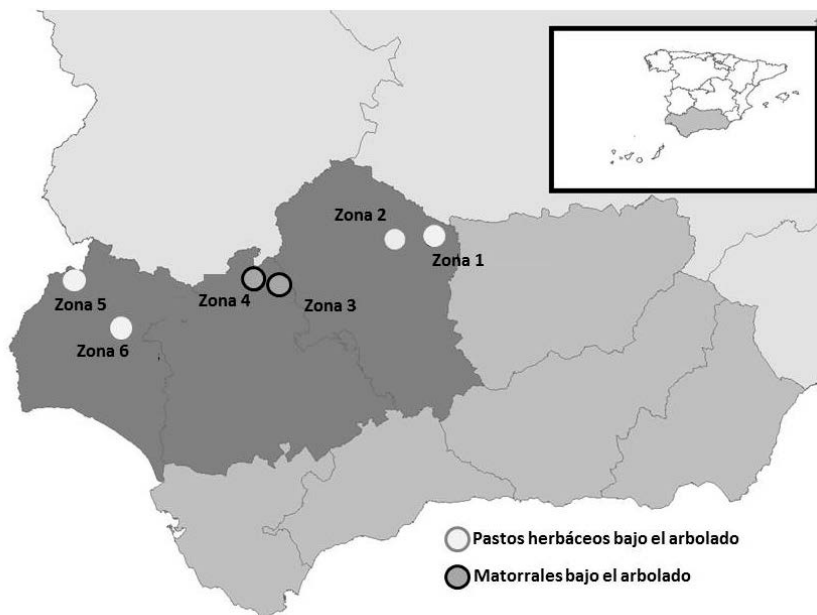 Zona 2
Zona 1
Zona 5
Zona 4
Zona 3
Zona 6
Pastos herbáceos bajo el arbolado
Matorrales bajo el arbolado